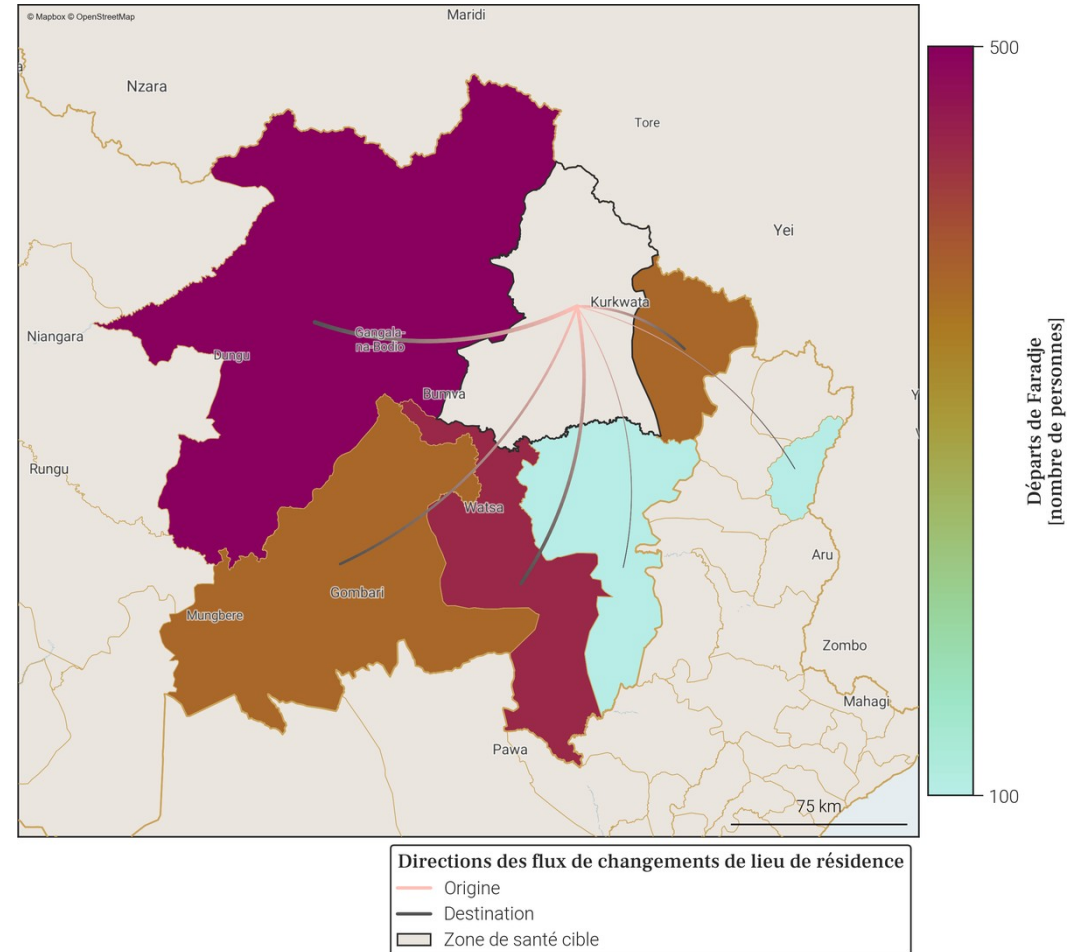 © Mapbox © OpenStreetMap
Maridi
Nzara
Tore
Yei
Kurkwata
Niangara
Gangala-
na-Bodio
Dungu
Bumva
Rungu
Watsa
Aru
Gombari
Mungbere
Zombo
Mahagi
Pawa
75 km
500
Départs de Faradje
[nombre de personnes]
100
Directions des flux de changements de lieu de résidence
Origine
Destination
Zone de santé cible